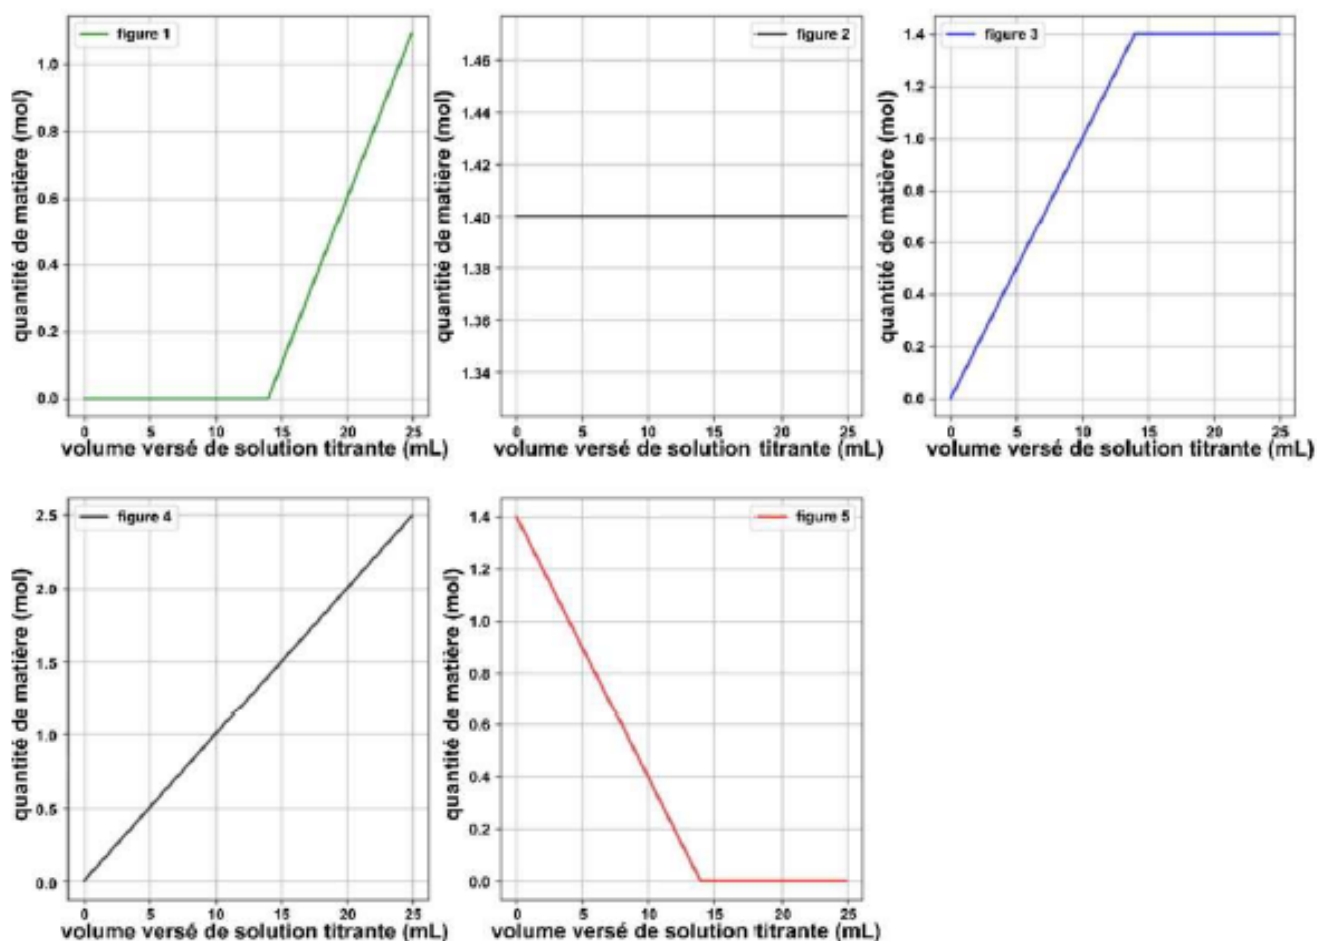 figure 1
quantité de matière (mol)
1.0
0.8
0.6
0.4
0.2
0.0
0 5 10 15 20 25
volume versé de solution titrante (mL)
figure 2
quantité de matière (mol)
1.46
1.44
1.42
1.40
1.38
1.36
1.34
0 5 10 15 20 25
volume versé de solution titrante (mL)
figure 3
quantité de matière (mol)
1.4
1.2
1.0
0.8
0.6
0.4
0.2
0.0
0 5 10 15 20 25
volume versé de solution titrante (mL)
figure 4
quantité de matière (mol)
2.5
2.0
1.5
1.0
0.5
0.0
0 5 10 15 20 25
volume versé de solution titrante (mL)
figure 5
quantité de matière (mol)
1.4
1.2
1.0
0.8
0.6
0.4
0.2
0.0
0 5 10 15 20 25
volume versé de solution titrante (mL)